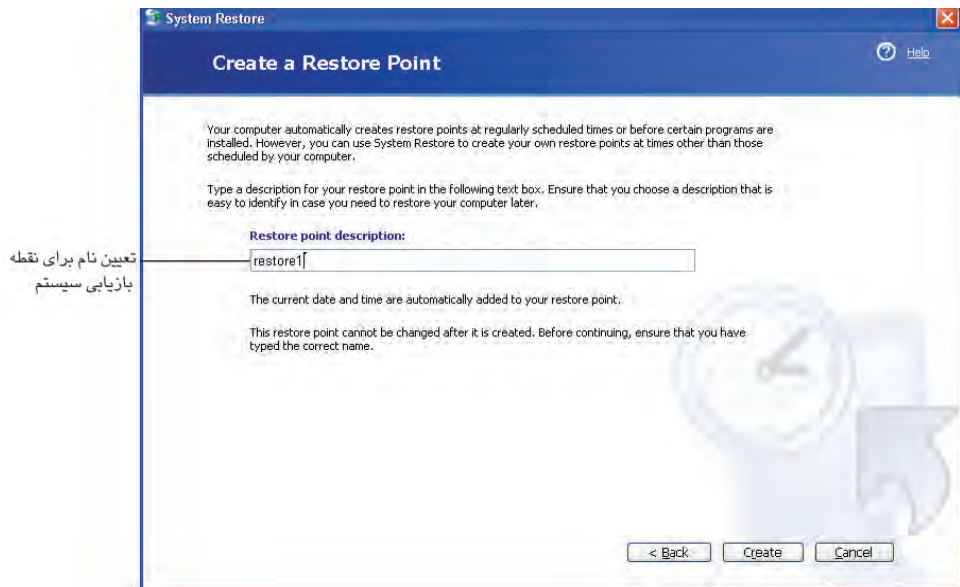 System Restore
Create a Restore Point
Help
Your computer automatically creates restore points at regularly scheduled times or before certain programs are
installed. However, you can use System Restore to create your own restore points at times other than those
scheduled by your computer.
Type a description for your restore point in the following text box. Ensure that you choose a description that is
easy to identify in case you need to restore your computer later.
Restore point description:
تعیین نام برای نقطه
بازیابی سیستم
restore1
The current date and time are automatically added to your restore point.
This restore point cannot be changed after it is created. Before continuing, ensure that you have
typed the correct name.
< Back
Create
Cancel